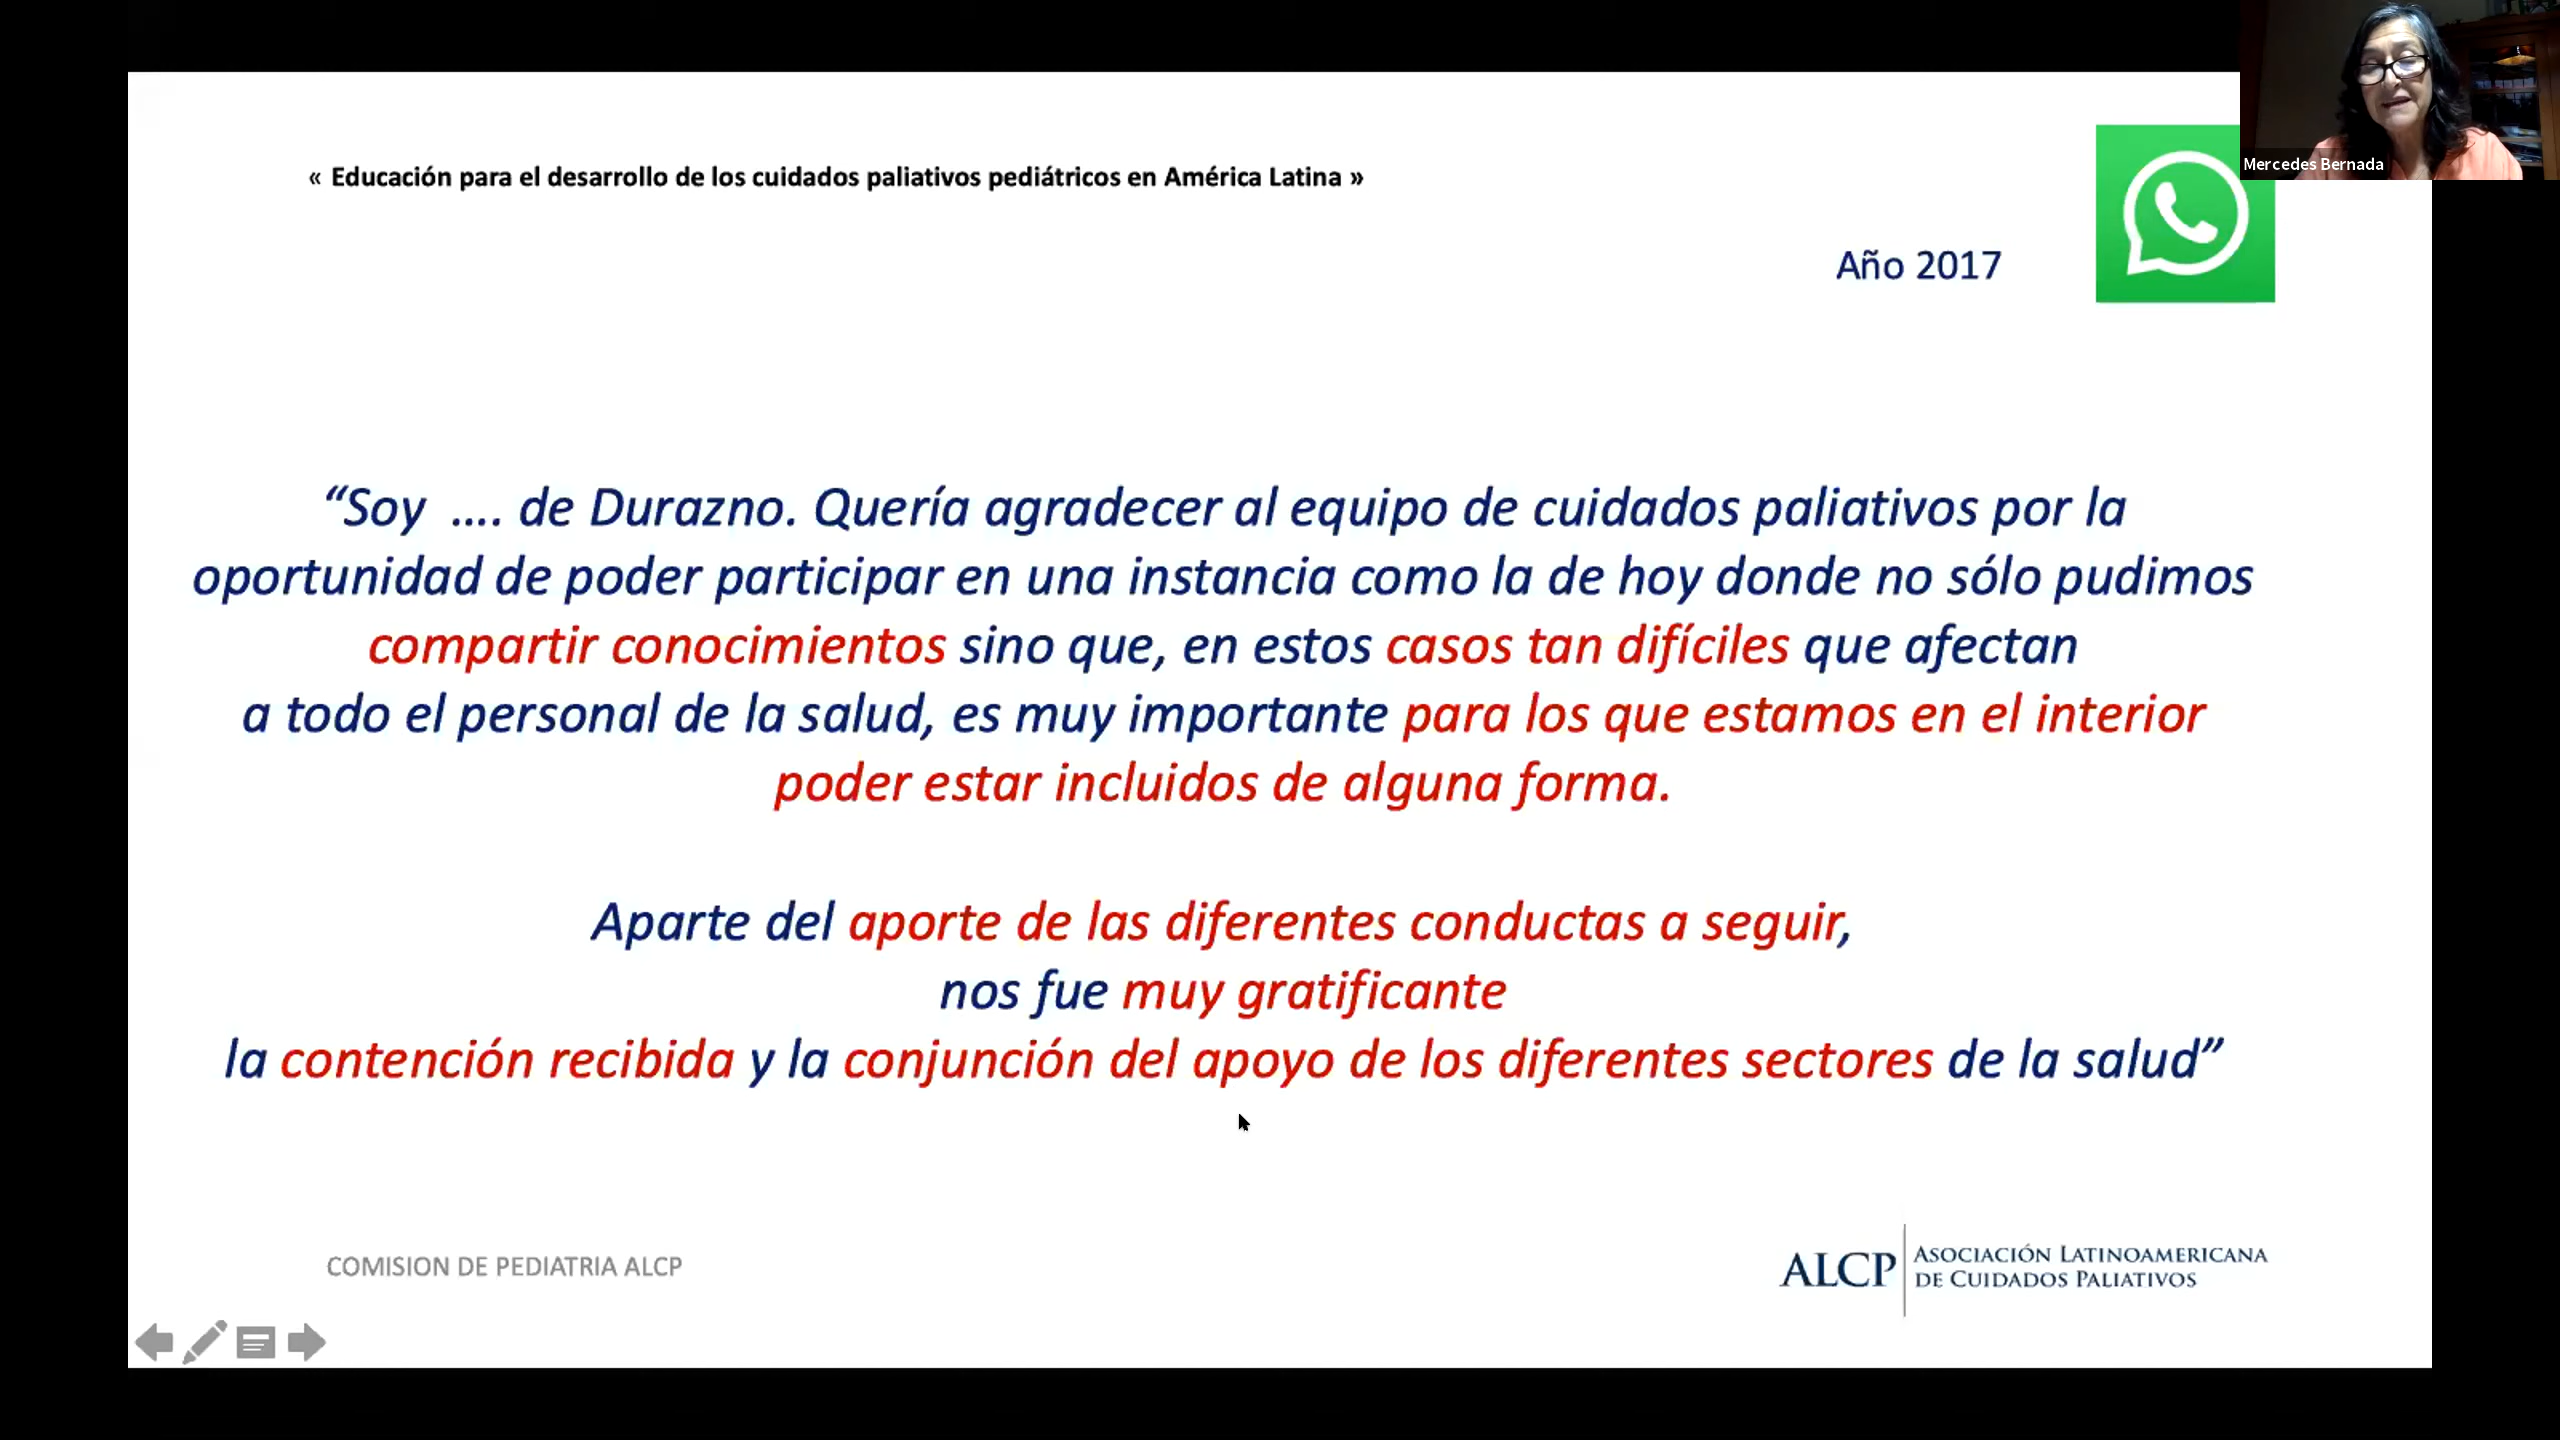 Mercedes Bernada
« Educación para el desarrollo de los cuidados paliativos pediátricos en América Latina »
Año 2017
“Soy .... de Durazno. Quería agradecer al equipo de cuidados paliativos por la
oportunidad de poder participar en una instancia como la de hoy donde no sólo pudimos
compartir conocimientos sino que, en estos casos tan difíciles que afectan
a todo el personal de la salud, es muy importante para los que estamos en el interior
poder estar incluidos de alguna forma.
Aparte del aporte de las diferentes conductas a seguir,
nos fue muy gratificante
la contención recibida y la conjunción del apoyo de los diferentes sectores de la salud”
COMISION DE PEDIATRIA ALCP
ALCP
ASOCIACIÓN LATINOAMERICANA
DE CUIDADOS PALIATIVOS